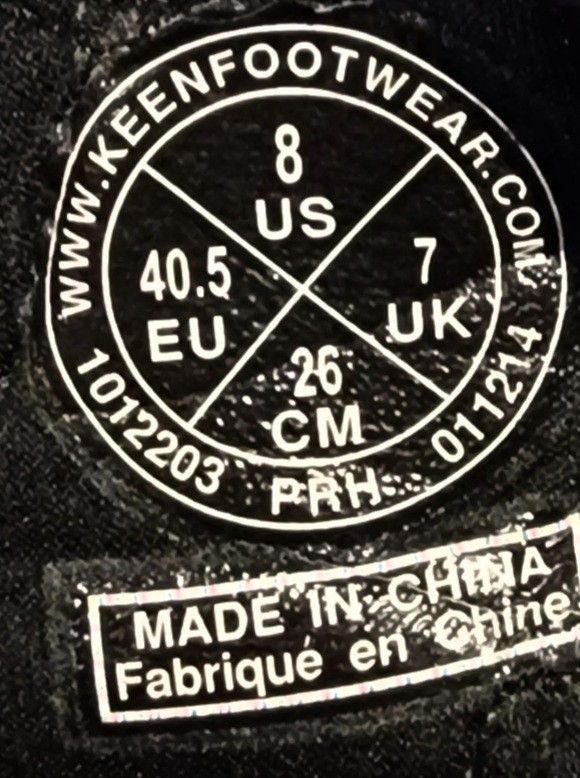 WWW.KEENFOOTWEAR.COM
8
US
40.5
EU
7
UK
26
CM
1012203
PRH
011214
MADE IN CHINA
Fabriqué en Chine